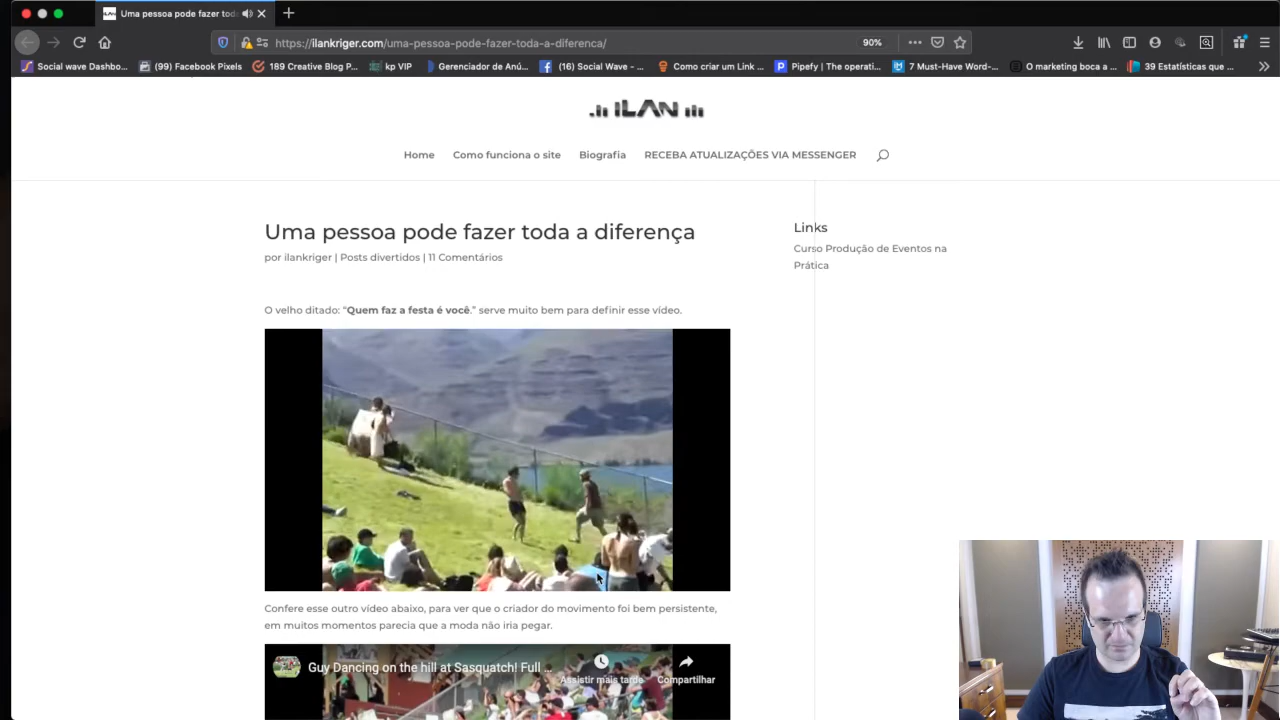 Uma pessoa pode fazer toda
https://ilankriger.com/uma-pessoa-pode-fazer-toda-a-diferenca/
90%
Social wave Dashbo...
(99) Facebook Pixels
189 Creative Blog P...
kp VIP
Gerenciador de Anú...
(16) Social Wave - ...
Como criar um Link ...
Pipefy | The operati...
7 Must-Have Word-...
O marketing boca a ...
39 Estatísticas que ...
ILAN
Home
Como funciona o site
Biografia
RECEBA ATUALIZAÇÕES VIA MESSENGER
Uma pessoa pode fazer toda a diferença
por ilankriger | Posts divertidos | 11 Comentários
Links
Curso Produção de Eventos na
Prática
O velho ditado: “Quem faz a festa é você.” serve muito bem para definir esse vídeo.
Confere esse outro vídeo abaixo, para ver que o criador do movimento foi bem persistente,
em muitos momentos parecia que a moda não iria pegar.
Guy Dancing on the hill at Sasquatch! Full ...
Assistir mais tarde
Compartilhar